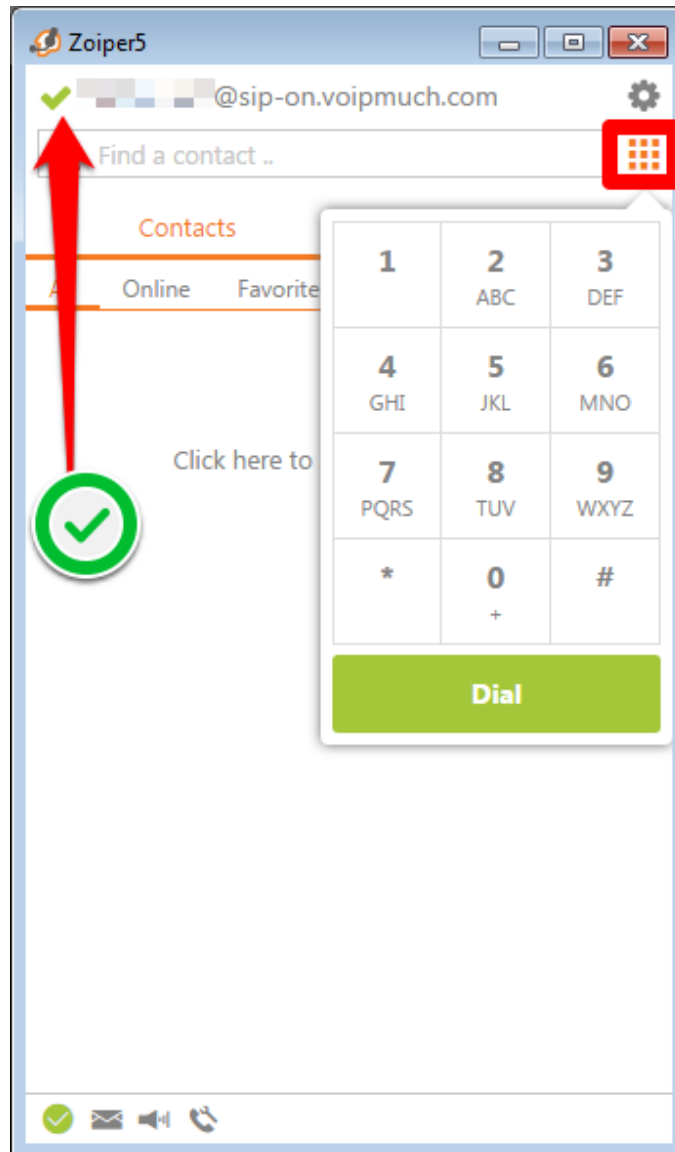 Zoiper5
@sip-on.voipmuch.com
Find a contact ..
Contacts
Online Favorite
Click here to
1 2 3
ABC DEF
4 5 6
GHI JKL MNO
7 8 9
PQRS TUV WXYZ
* 0 #
+
Dial